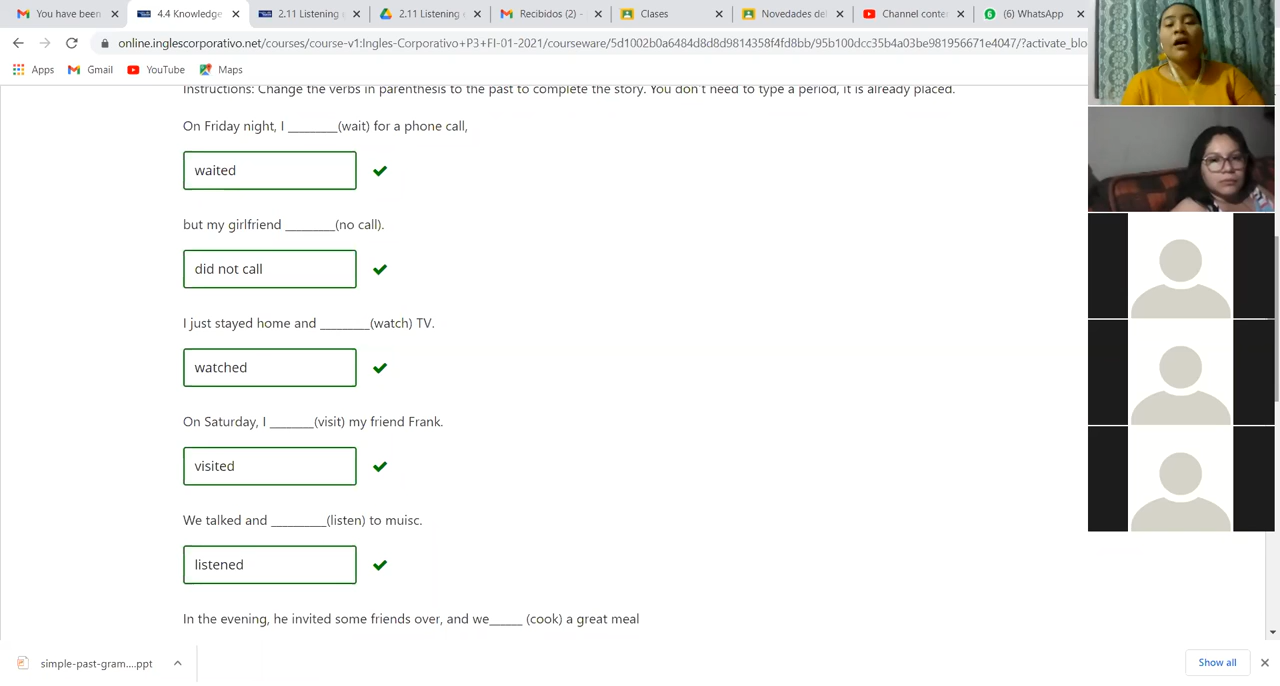 You have been
4.4 Knowledge
2.11 Listening
2.11 Listening
Recibidos (2) -
Clases
Novedades del
Channel conte
6 (6) WhatsApp
online.inglescorporativo.net/courses/course-v1:Ingles-Corporativo+P3+FI-01-2021/courseware/5d1002b0a6484d8d8d9814358f4fd8bb/95b100dcc35b4a03be981956671e4047/?activate_blo
Apps Gmail YouTube Maps
Instructions: Change the verbs in parenthesis to the past to complete the story. You don't need to type a period, it is already placed.
On Friday night, I ________(wait) for a phone call,
waited
but my girlfriend ________(no call).
did not call
I just stayed home and ________(watch) TV.
watched
On Saturday, I _______(visit) my friend Frank.
visited
We talked and _________(listen) to muisc.
listened
In the evening, he invited some friends over, and we______ (cook) a great meal
simple-past-gram....ppt
Show all